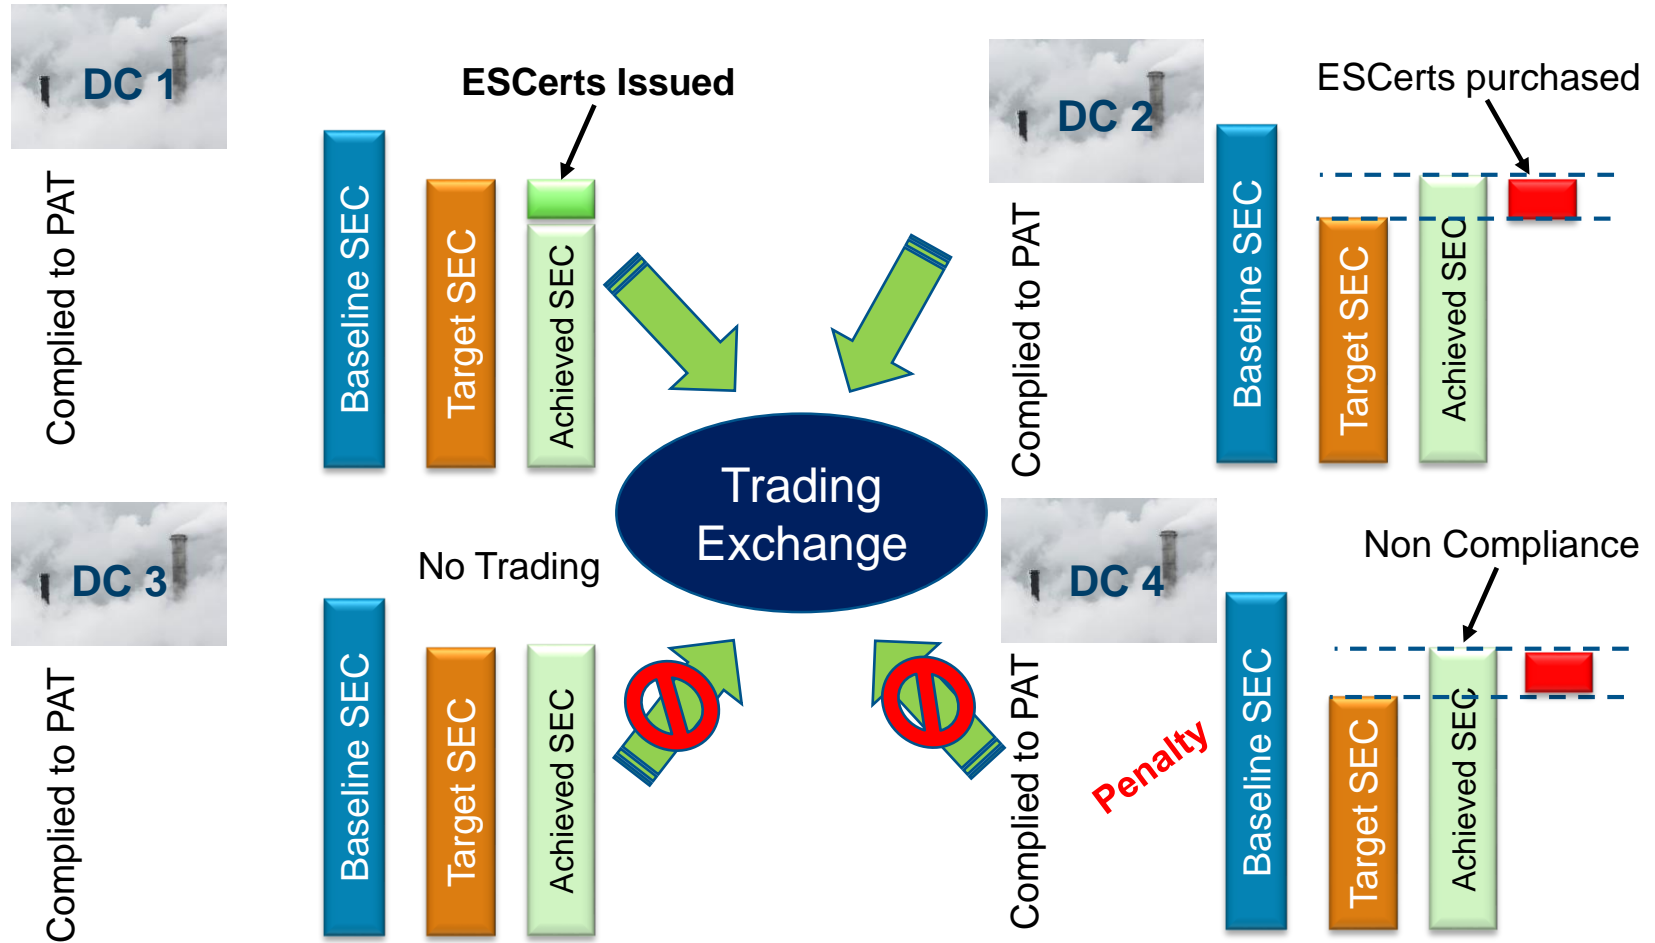 DC 1
ESCerts Issued
Complied to PAT
Baseline SEC
Target SEC
Achieved SEC
DC 2
ESCerts purchased
Complied to PAT
Baseline SEC
Target SEC
Achieved SEC
Trading
Exchange
DC 3
No Trading
Complied to PAT
Baseline SEC
Target SEC
Achieved SEC
DC 4
Non Compliance
Complied to PAT
Penalty
Baseline SEC
Target SEC
Achieved SEC